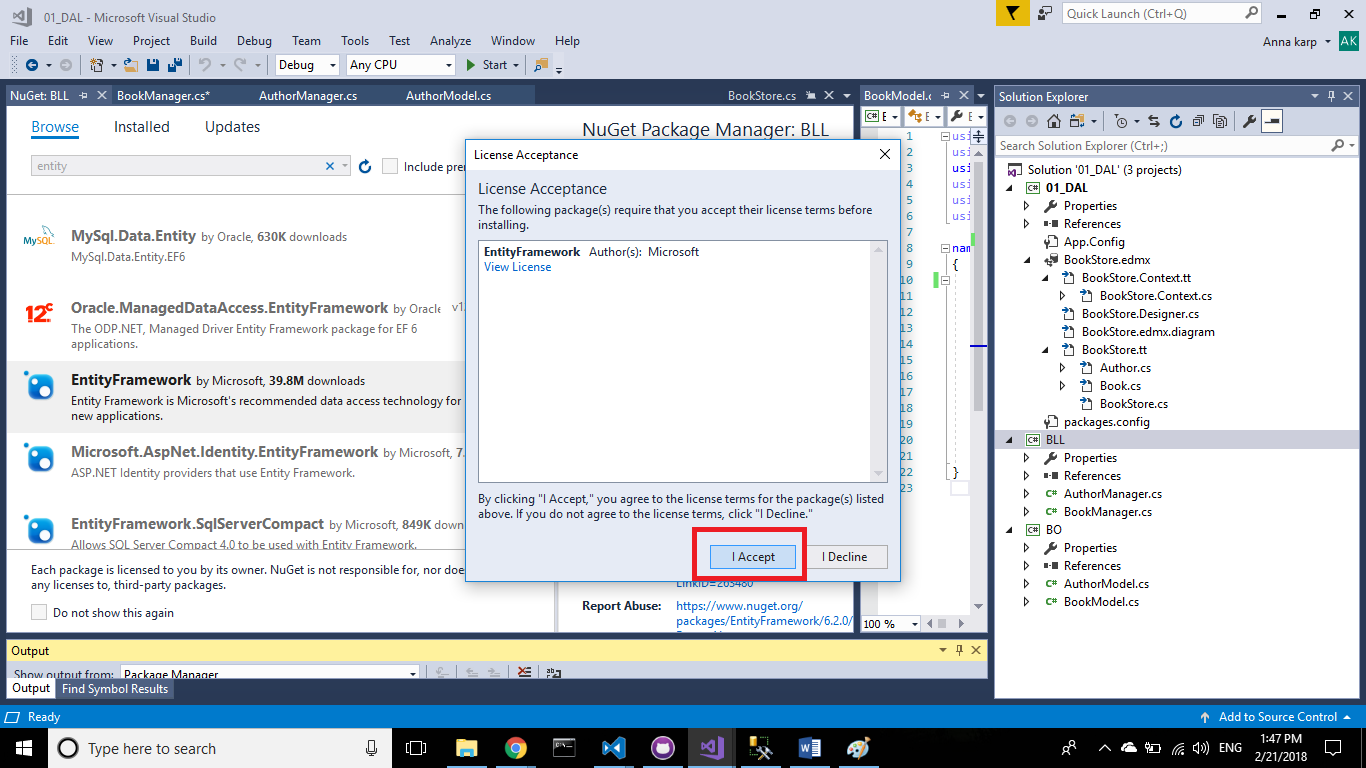 01_DAL - Microsoft Visual Studio
Quick Launch (Ctrl+Q)
File Edit View Project Build Debug Team Tools Test Analyze Window Help
Anna karp AK
Debug Any CPU Start
NuGet: BLL BookManager.cs* AuthorManager.cs AuthorModel.cs BookStore.cs
Browse Installed Updates
NuGet Package Manager: BLL
entity
Include
MySql.Data.Entity by Oracle, 630K downloads
MySql.Data.Entity.EF6
Oracle.ManagedDataAccess.EntityFramework by Oracle
The ODP.NET, Managed Driver Entity Framework package for EF 6
applications.
EntityFramework by Microsoft, 39.8M downloads
Entity Framework is Microsoft's recommended data access technology for
new applications.
Microsoft.AspNet.Identity.EntityFramework by Microsoft, 7.
ASP.NET Identity providers that use Entity Framework.
EntityFramework.SqlServerCompact by Microsoft, 849K
Allows SQL Server Compact 4.0 to be used with Entity Framework.
Each package is licensed to you by its owner. NuGet is not responsible for, nor
any licenses to, third-party packages.
Do not show this again
License Acceptance
License Acceptance
The following package(s) require that you accept their license terms before
installing.
EntityFramework Author(s): Microsoft
View License
By clicking "I Accept," you agree to the license terms for the package(s) listed
above. If you do not agree to the license terms, click "I Decline."
I Accept I Decline
Report Abuse: https://www.nuget.org/
packages/EntityFramework/6.2.0/
BookModel.c
1 usi
2 usi
3 usi
4 usi
5 usi
6 usi
7
8 nam
9 {
10
11
12
13
14
15
16
17
18
19
20
21
22 }
23
100 %
Solution Explorer
Search Solution Explorer (Ctrl+;)
Solution '01_DAL' (3 projects)
C# 01_DAL
Properties
References
App.Config
BookStore.edmx
BookStore.Context.tt
BookStore.Context.cs
BookStore.Designer.cs
BookStore.edmx.diagram
BookStore.tt
Author.cs
Book.cs
BookStore.cs
packages.config
C# BLL
Properties
References
C# AuthorManager.cs
C# BookManager.cs
C# BO
Properties
References
C# AuthorModel.cs
C# BookModel.cs
Output
Show output from: Package Manager
Output Find Symbol Results
Ready
Add to Source Control
Type here to search
ENG
1:47 PM
2/21/2018